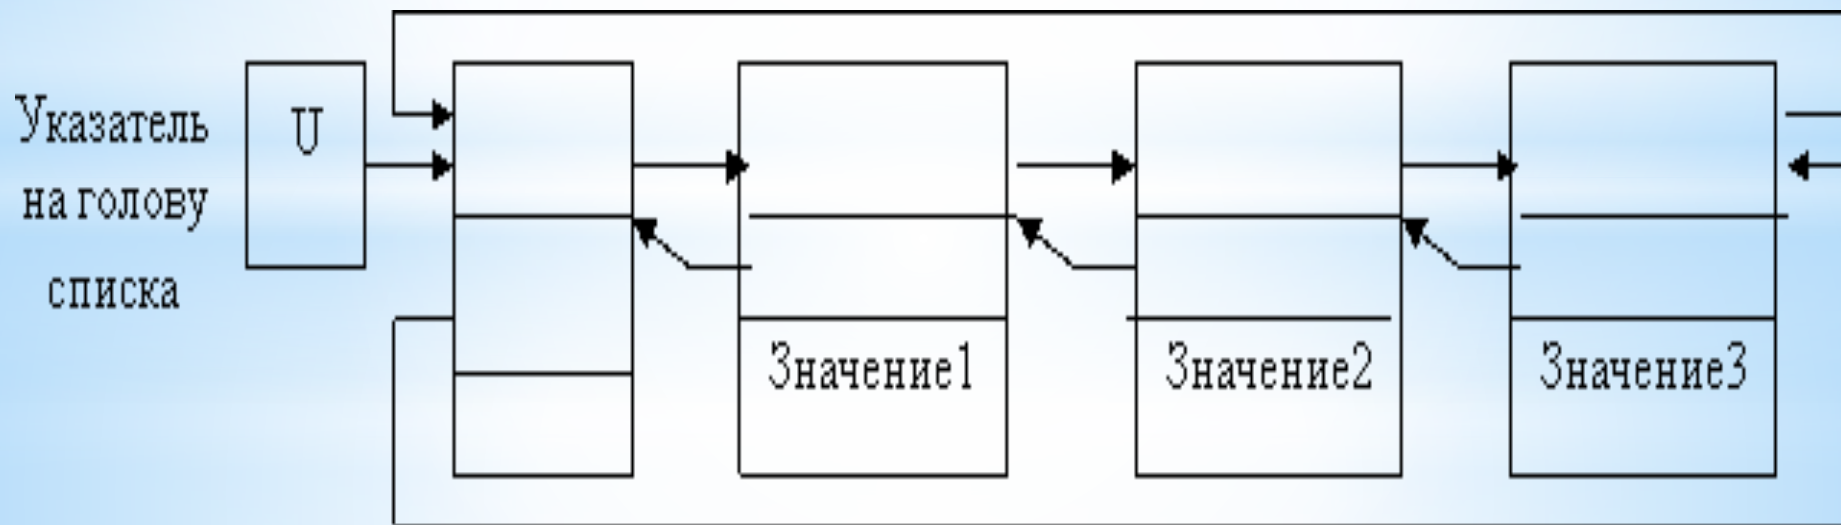 Указатель
на голову
списка
U
Значение1
Значение2
Значение3